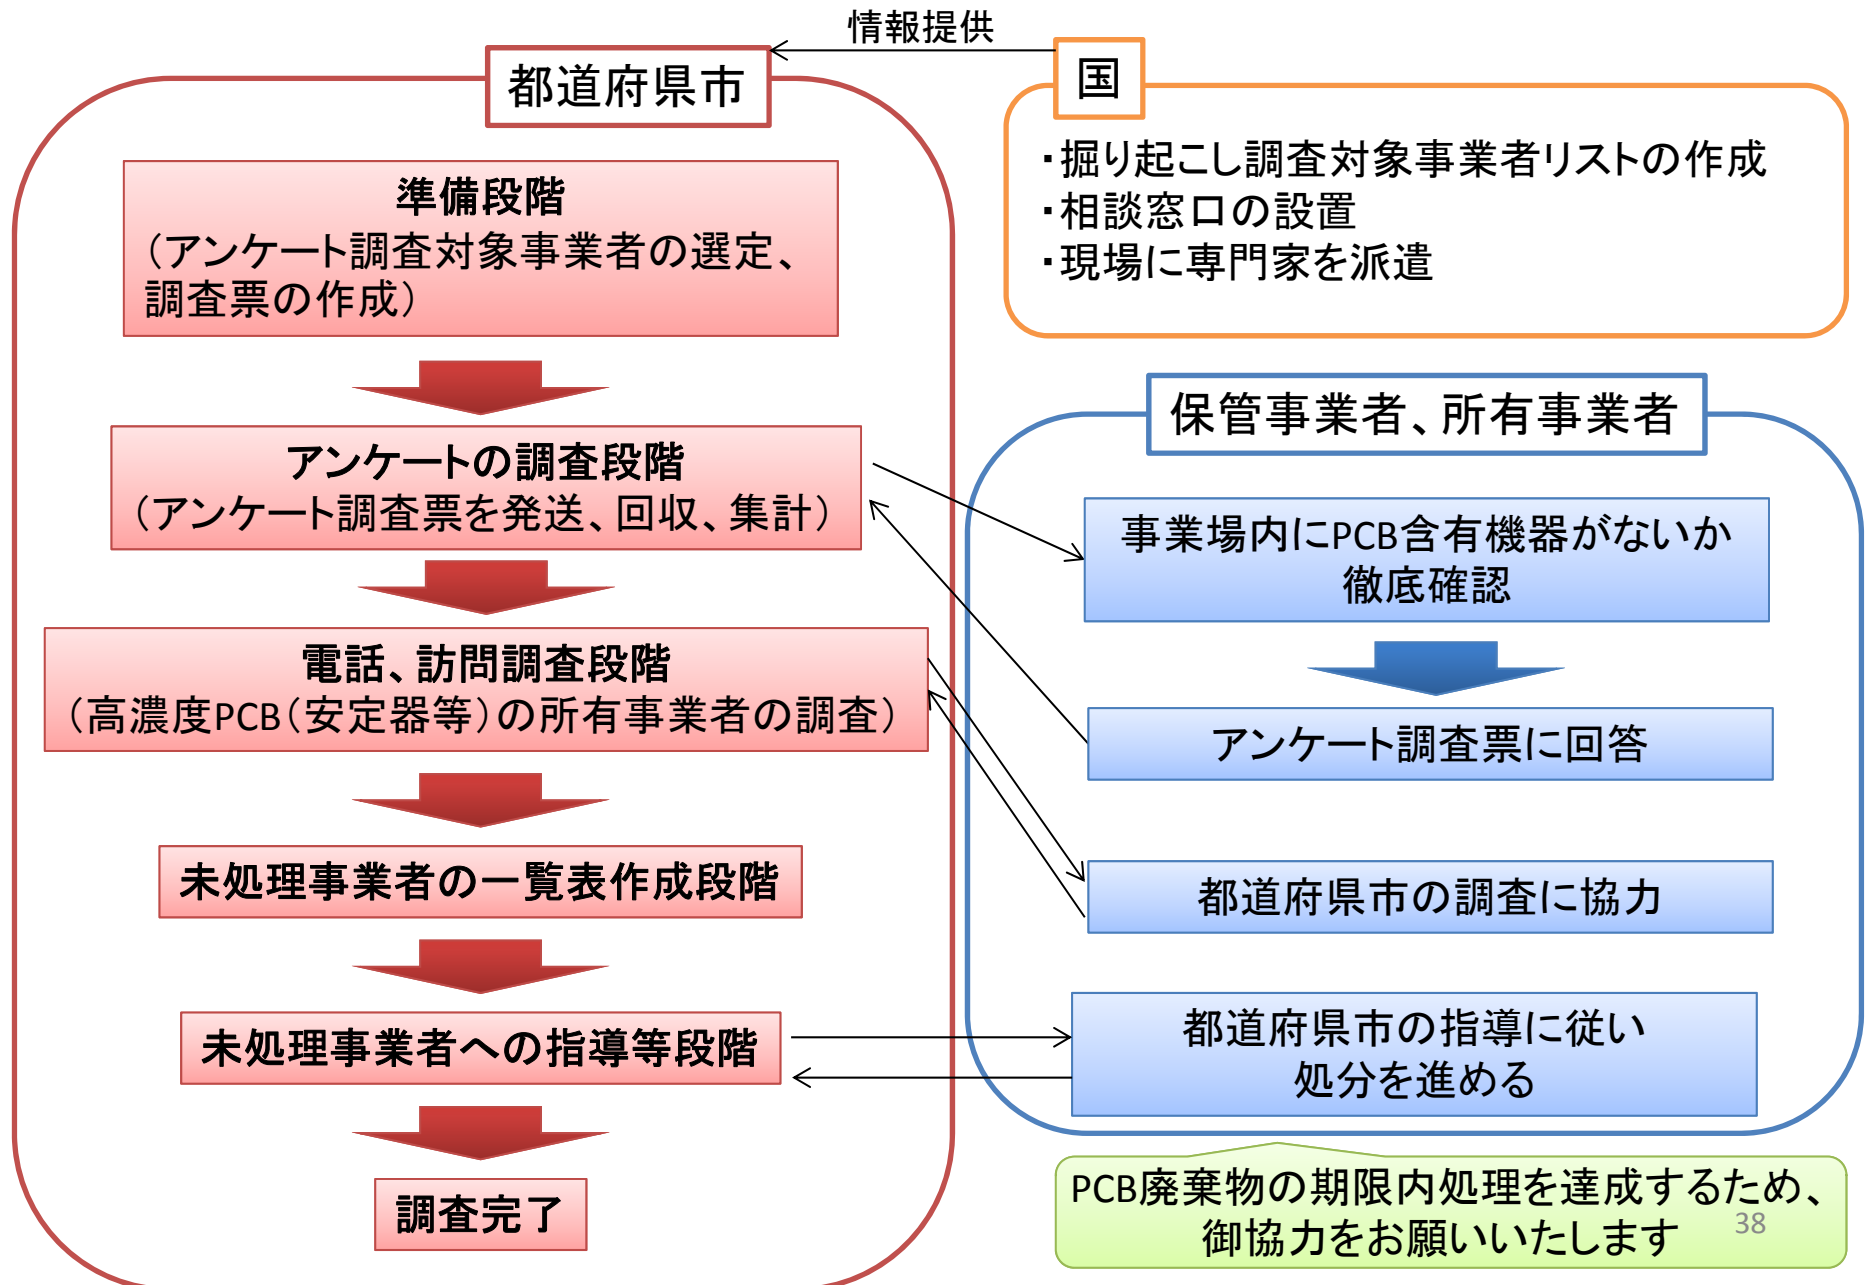 情報提供
都道府県市
準備段階
（アンケート調査対象事業者の選定、
調査票の作成）
アンケートの調査段階
（アンケート調査票を発送、回収、集計）
電話、訪問調査段階
（高濃度PCB（安定器等）の所有事業者の調査）
未処理事業者の一覧表作成段階
未処理事業者への指導等段階
調査完了
国
・掘り起こし調査対象事業者リストの作成
・相談窓口の設置
・現場に専門家を派遣
保管事業者、所有事業者
事業場内にPCB含有機器がないか
徹底確認
アンケート調査票に回答
都道府県市の調査に協力
都道府県市の指導に従い
処分を進める
PCB廃棄物の期限内処理を達成するため、
御協力をお願いいたします
38